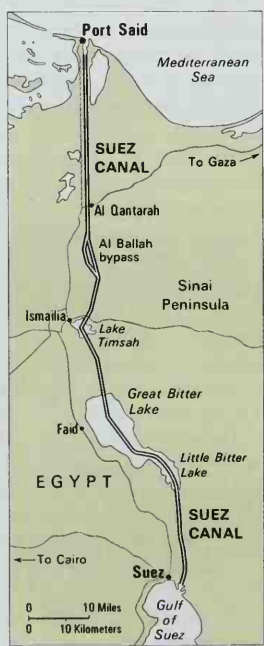 Port Said
Mediterranean
Sea
SUEZ
CANAL
To Gaza
Al Qantarah
Al Ballah
bypass
Sinai
Peninsula
Ismailia
Lake
Timsah
Great Bitter
Lake
Faid
Little Bitter
Lake
EGYPT
SUEZ
CANAL
To Cairo
Suez
0 10 Miles
0 10 Kilometers
Gulf
of
Suez